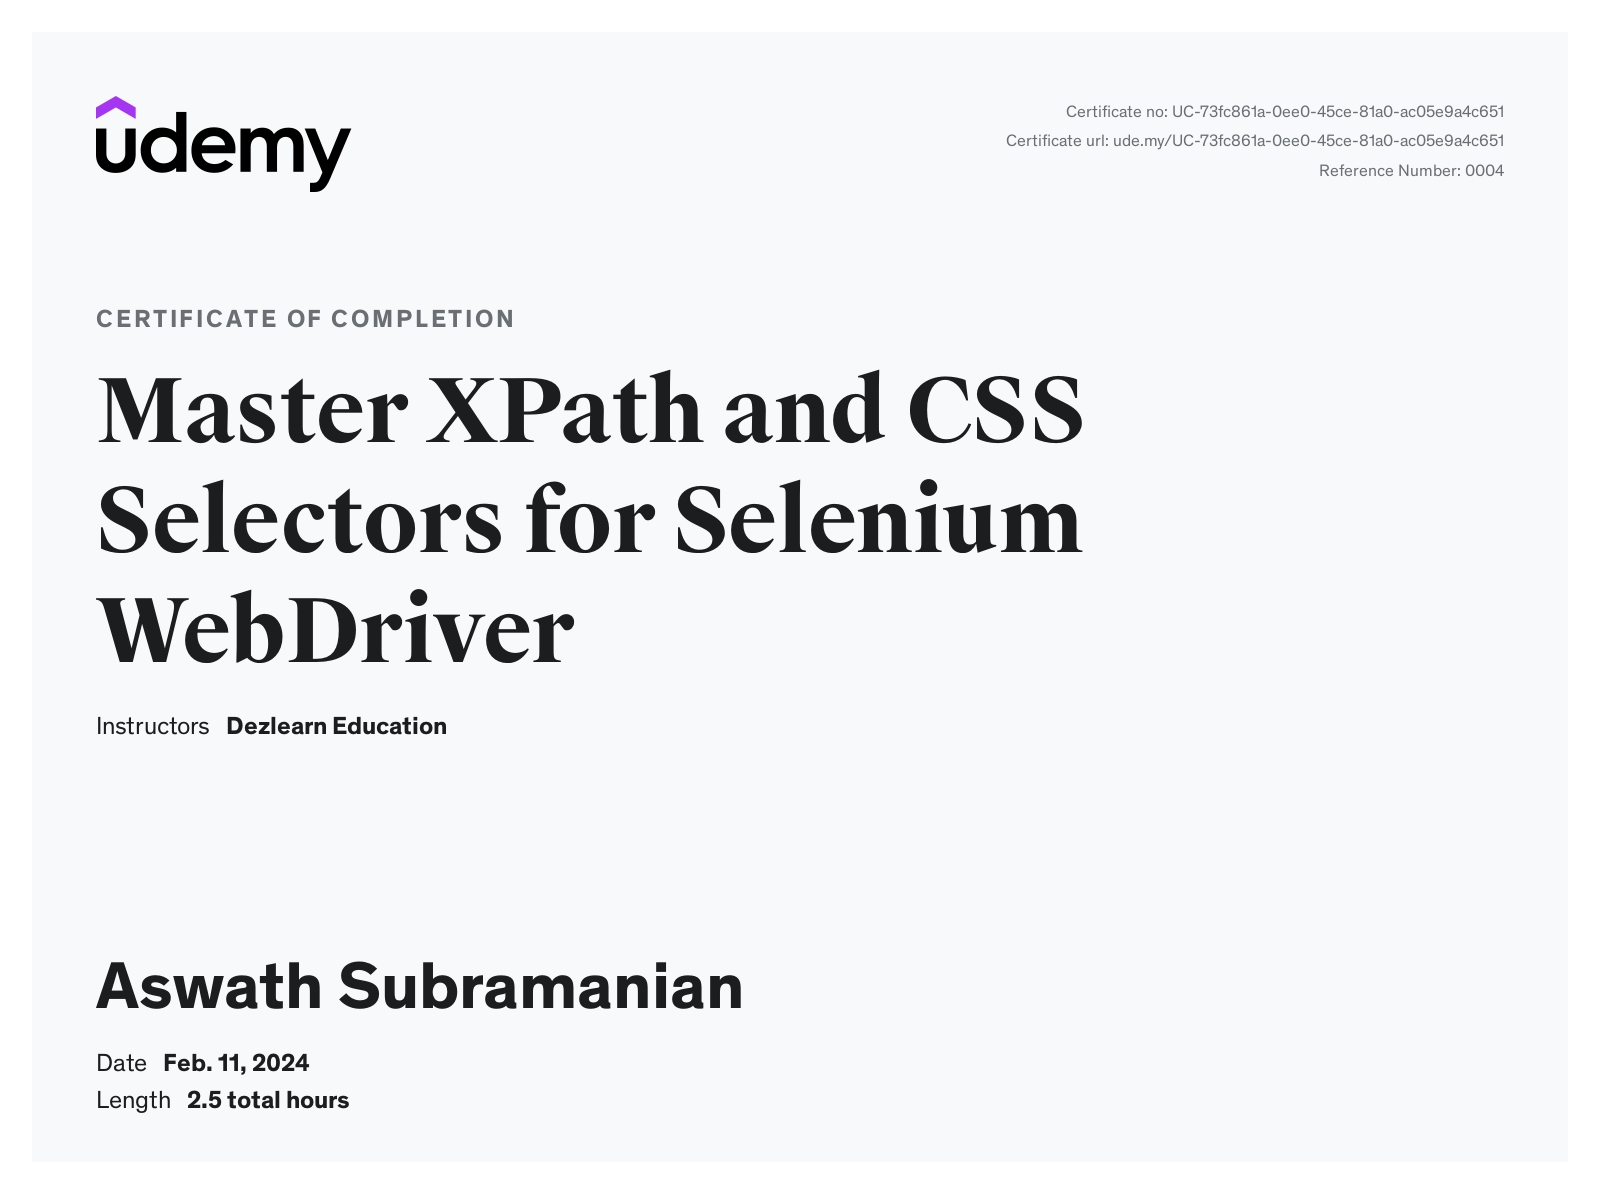 udemy
Certificate no: UC-73fc861a-0ee0-45ce-81a0-ac05e9a4c651
Certificate url: ude.my/UC-73fc861a-0ee0-45ce-81a0-ac05e9a4c651
Reference Number: 0004
CERTIFICATE OF COMPLETION
Master XPath and CSS
Selectors for Selenium
WebDriver
Instructors Dezlearn Education
Aswath Subramanian
Date Feb. 11, 2024
Length 2.5 total hours